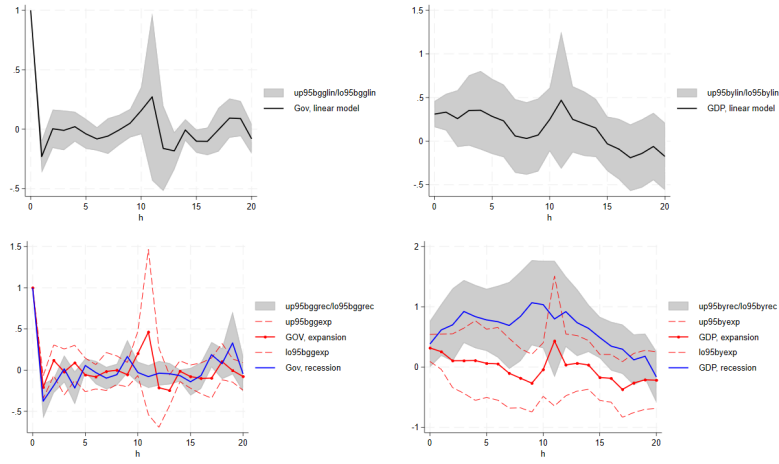 1
.5
0
-.5
0
5
10
15
20
h
up95bgglin/lo95bgglin
Gov, linear model
1.5
1
.5
0
-.5
0
5
10
15
20
h
up95bylin/lo95bylin
GDP, linear model
1.5
1
.5
0
-.5
0
5
10
15
20
h
up95bggrec/lo95bggrec
up95bggexp
GOV, expansion
lo95bggexp
Gov, recession
2
1
0
-1
0
5
10
15
20
h
up95byrec/lo95byrec
up95byexp
GDP, expansion
lo95byexp
GDP, recession